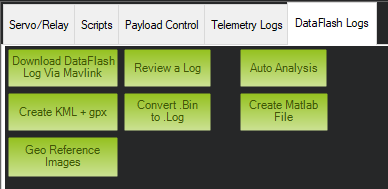 Servo/Relay Scripts Payload Control Telemetry Logs DataFlash Logs
Download DataFlash
Log Via Mavlink
Review a Log
Auto Analysis
Create KML + gpx
Convert .Bin
to .Log
Create Matlab
File
Geo Reference
Images